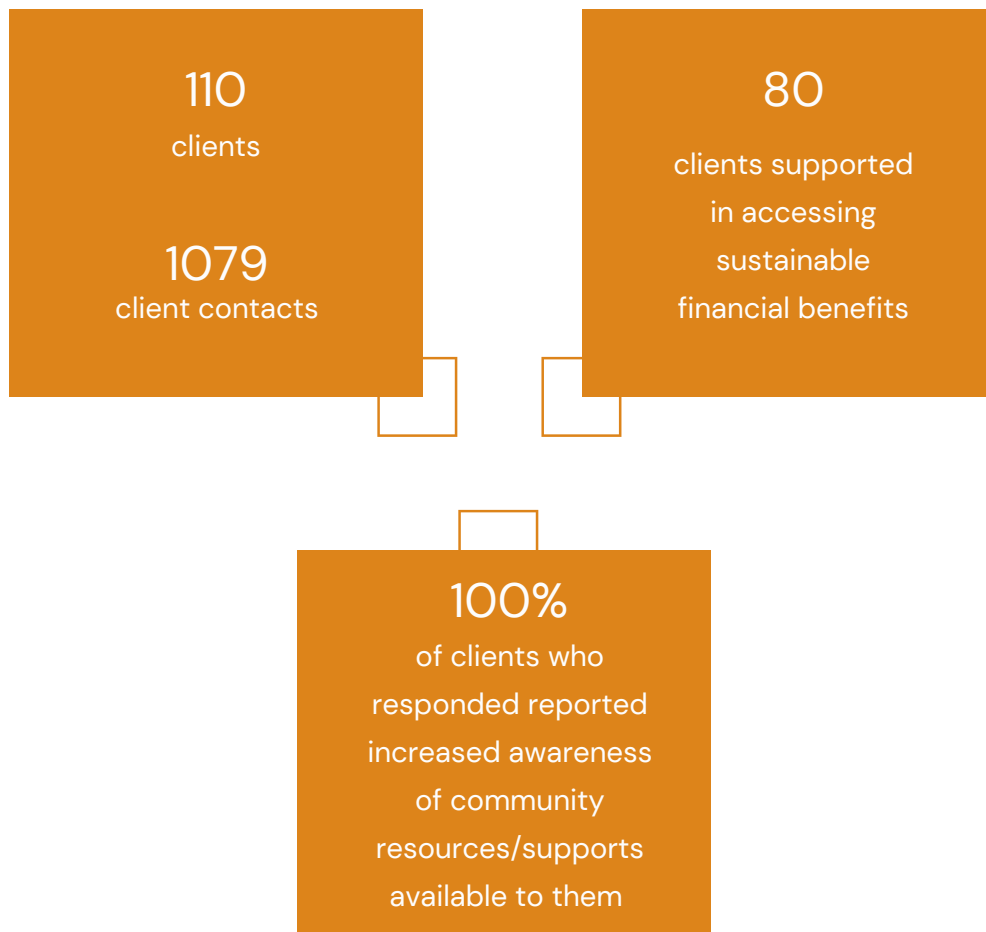 110
clients
1079
client contacts
80
clients supported
in accessing
sustainable
financial benefits
100%
of clients who
responded reported
increased awareness
of community
resources/supports
available to them